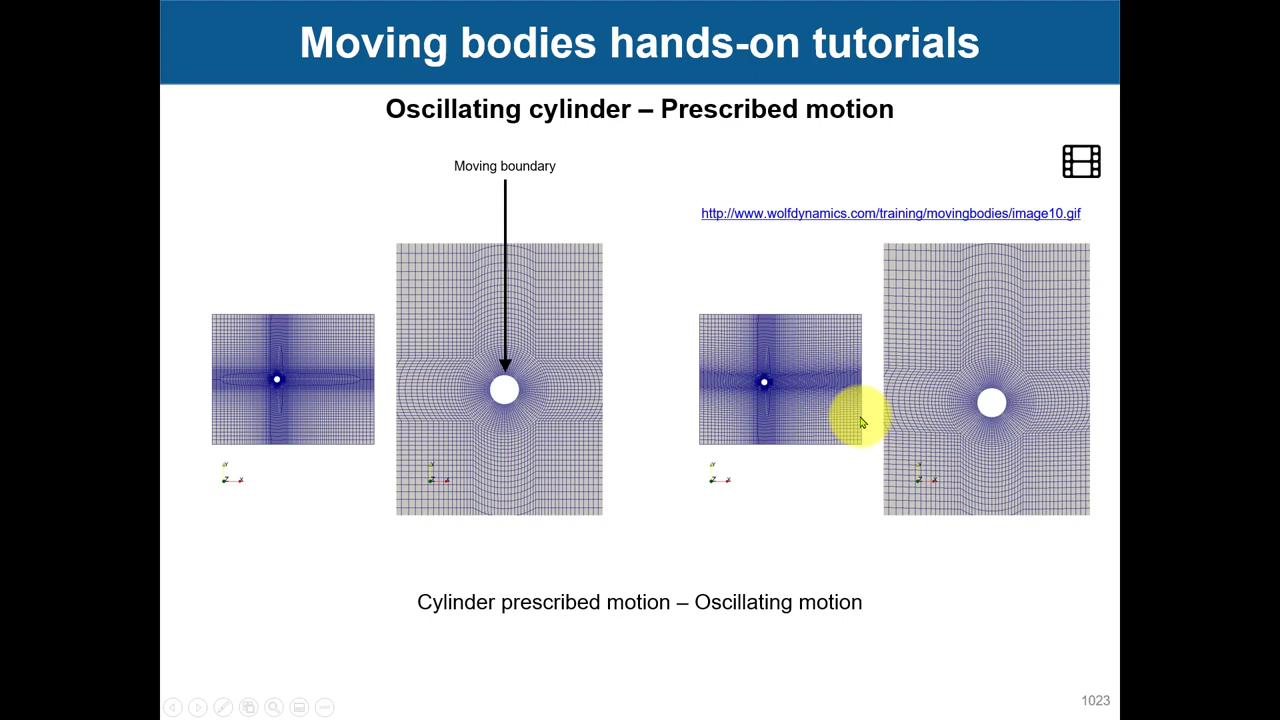 Moving bodies hands-on tutorials
Oscillating cylinder – Prescribed motion
Moving boundary
http://www.wolfdynamics.com/training/movingbodies/image10.gif
Y
Z X
Y
Z X
Y
Z X
Y
Z X
Cylinder prescribed motion – Oscillating motion
1023